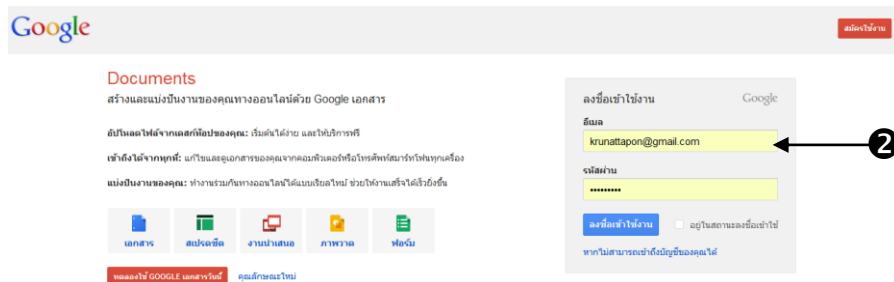 Google
สมัครใช้งาน
Documents
สร้างและแบ่งปันงานของคุณทางออนไลน์ด้วย Google เอกสาร
อัปโหลดไฟล์จากเดสก์ท็อปของคุณ: เริ่มต้นได้ง่าย และให้บริการฟรี
เข้าถึงได้จากทุกที่: แก้ไขและดูเอกสารของคุณจากคอมพิวเตอร์หรือโทรศัพท์สมาร์ทโฟนทุกเครื่อง
แบ่งปันงานของคุณ: ทำงานร่วมกันทางออนไลน์ได้แบบเรียลไทม์ ช่วยให้งานเสร็จได้เร็วยิ่งขึ้น
เอกสาร สเปรดชีต งานนำเสนอ ภาพวาด ฟอร์ม
ทดลองใช้ GOOGLE เอกสารวันนี้ คุณลักษณะใหม่
ลงชื่อเข้าใช้งาน Google
อีเมล
krunattapon@gmail.com
2
รหัสผ่าน
•••••••••
ลงชื่อเข้าใช้งาน อยู่ในสถานะลงชื่อเข้าใช้
หากไม่สามารถเข้าถึงบัญชีของคุณได้